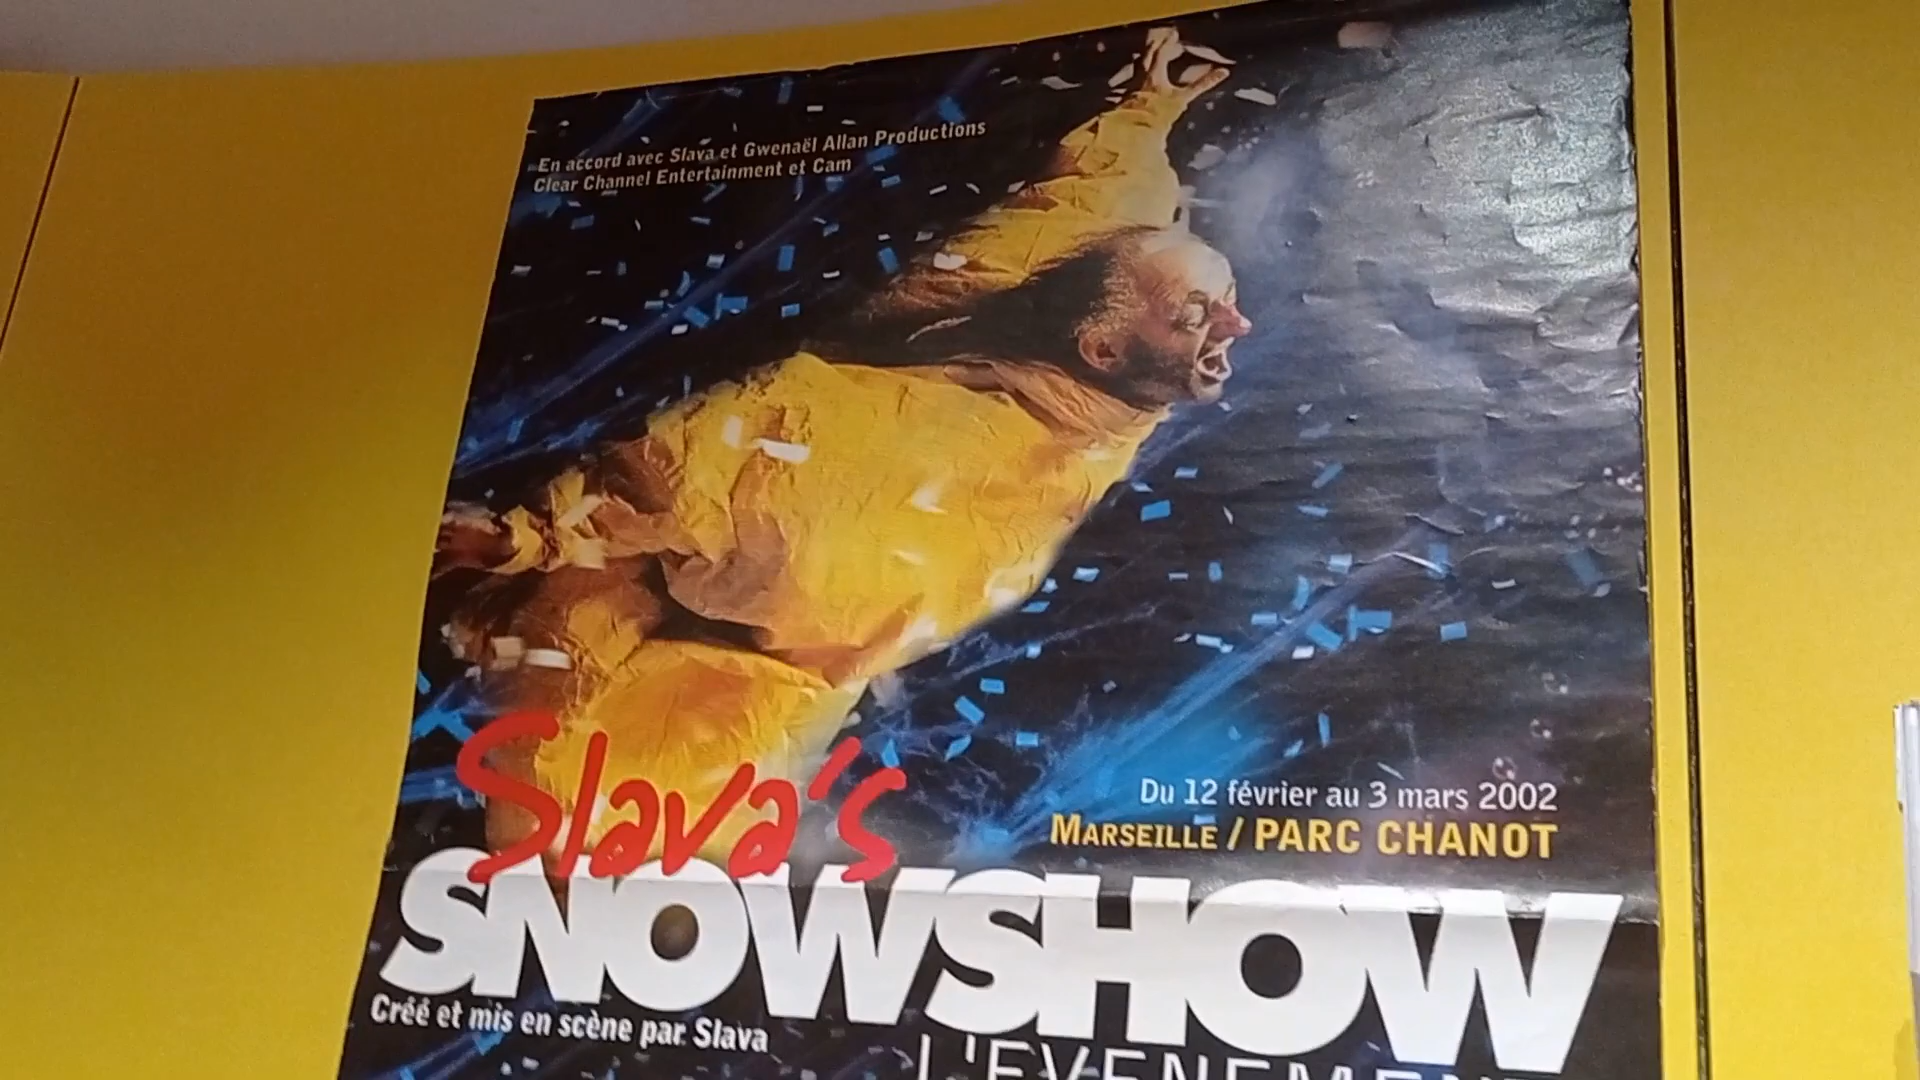 En accord avec Slava et Gwenaël Allan Productions
Clear Channel Entertainment et Cam
Slava's
Du 12 février au 3 mars 2002
MARSEILLE / PARC CHANOT
SNOWSHOW
Créé et mis en scène par Slava
L'EVENEMENT